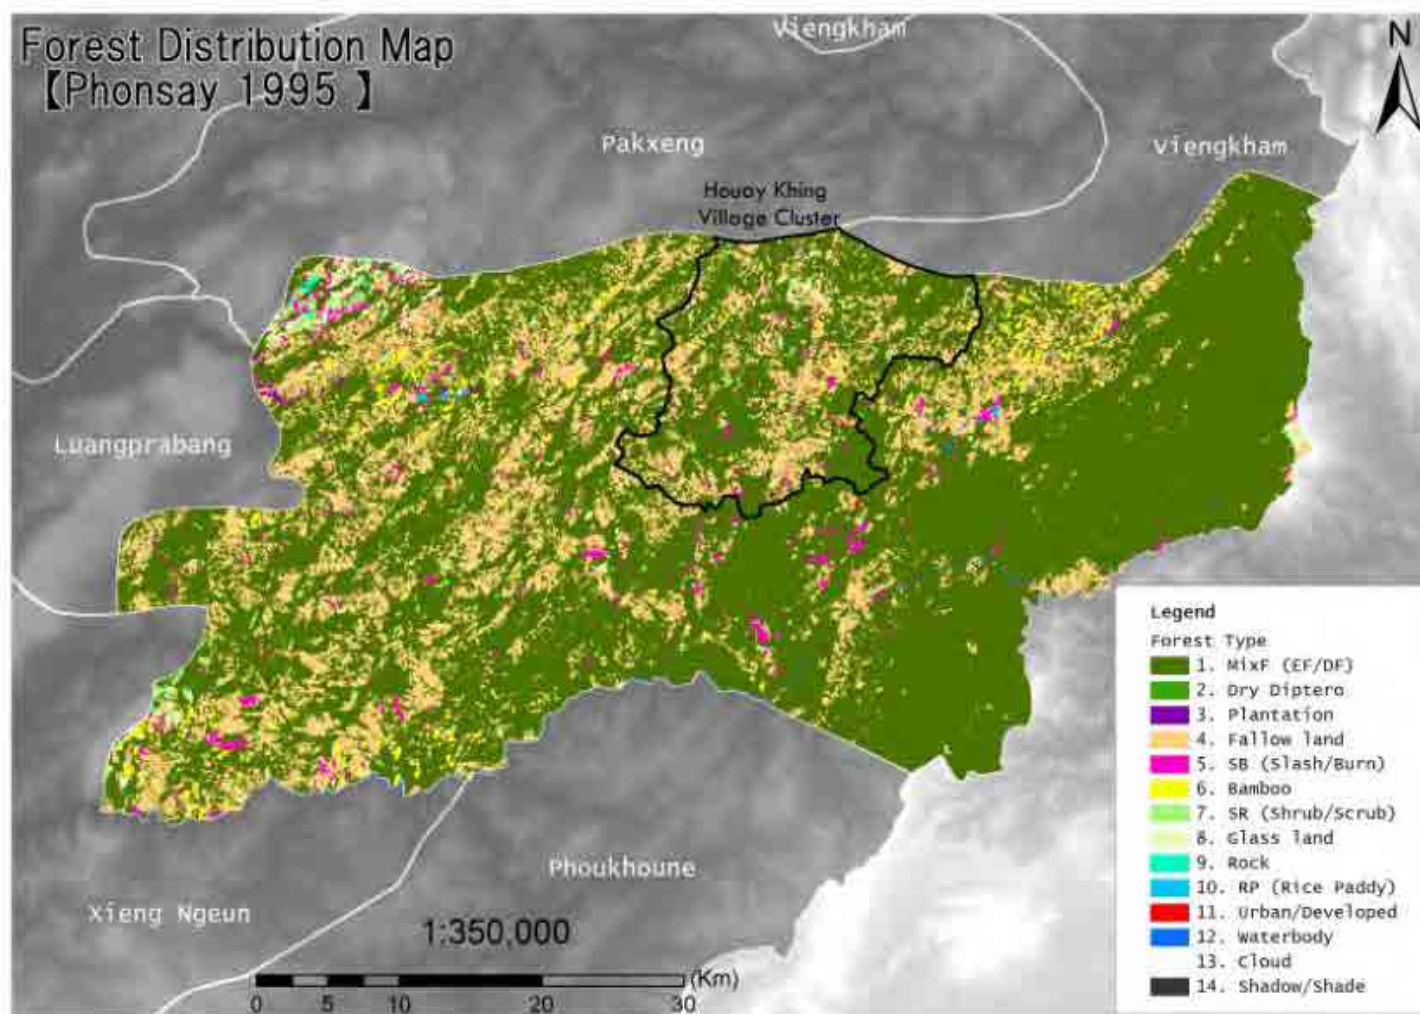 Forest Distribution Map
【Phonsay 1995 】
Viengkham
N
Pakxeng
Viengkham
Houay Khing
Village Cluster
Luangprabang
Phoukhoune
Xieng Ngeun
1:350,000
(Km)
0 5 10 20 30
Legend
Forest Type
1. MixF (EF/DF)
2. Dry Diptero
3. Plantation
4. Fallow land
5. SB (Slash/Burn)
6. Bamboo
7. SR (Shrub/Scrub)
8. Glass land
9. Rock
10. RP (Rice Paddy)
11. Urban/Developed
12. Waterbody
13. Cloud
14. Shadow/Shade